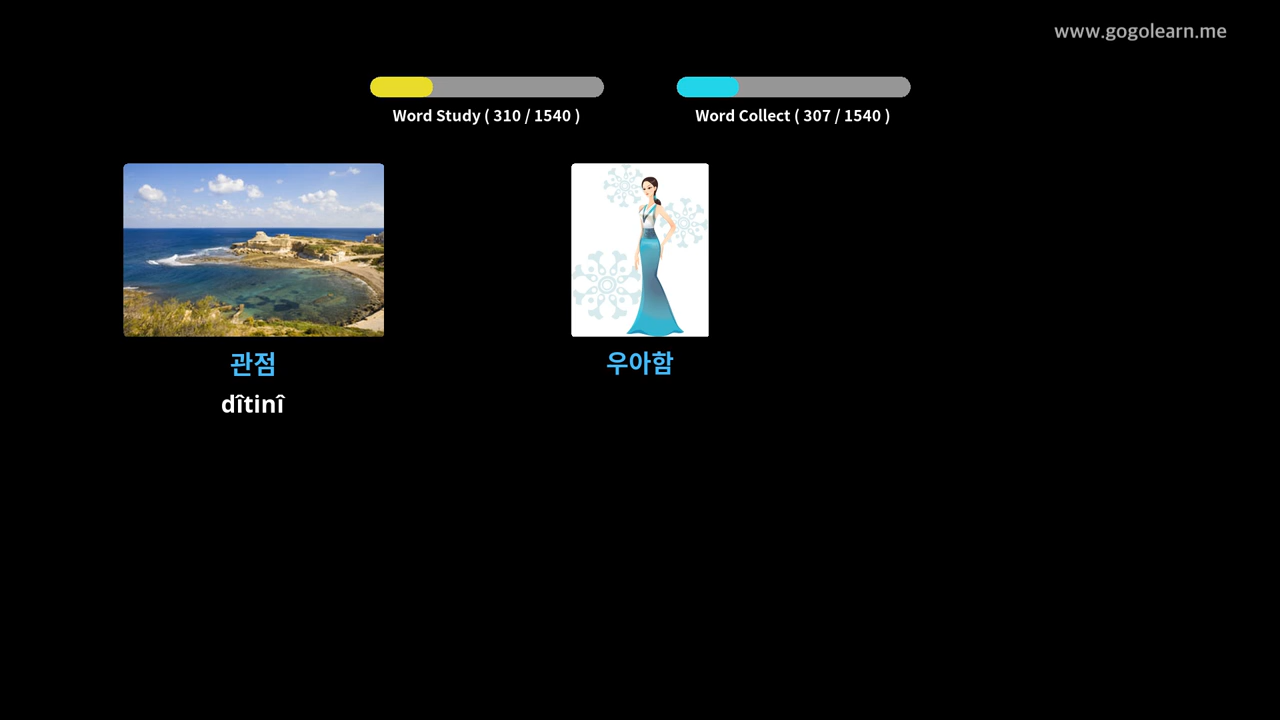 www.gogolearn.me
Word Study ( 310 / 1540 )
Word Collect ( 307 / 1540 )
관점
dîtinî
우아함